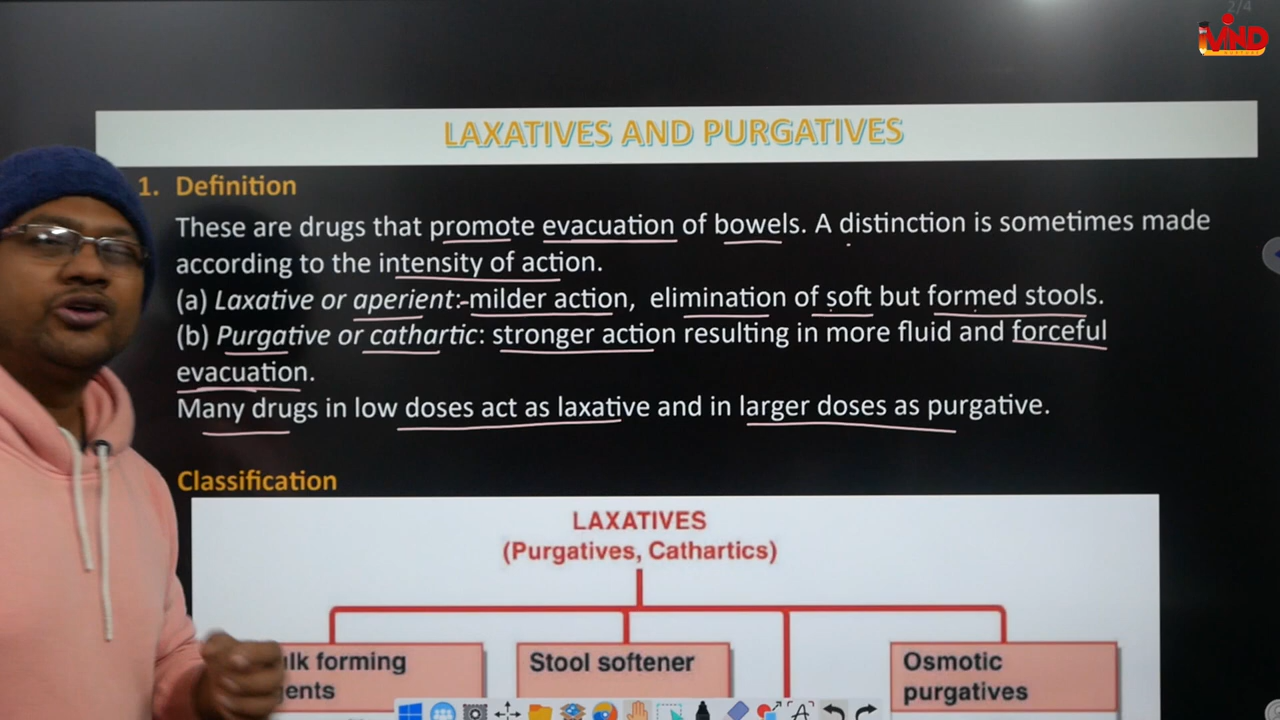 2/4
iMIND
LAXATIVES AND PURGATIVES
1. Definition
These are drugs that promote evacuation of bowels. A distinction is sometimes made
according to the intensity of action.
(a) Laxative or aperient:-milder action, elimination of soft but formed stools.
(b) Purgative or cathartic: stronger action resulting in more fluid and forceful
evacuation.
Many drugs in low doses act as laxative and in larger doses as purgative.
Classification
LAXATIVES
(Purgatives, Cathartics)
lk forming
ents
Stool softener
Osmotic
purgatives